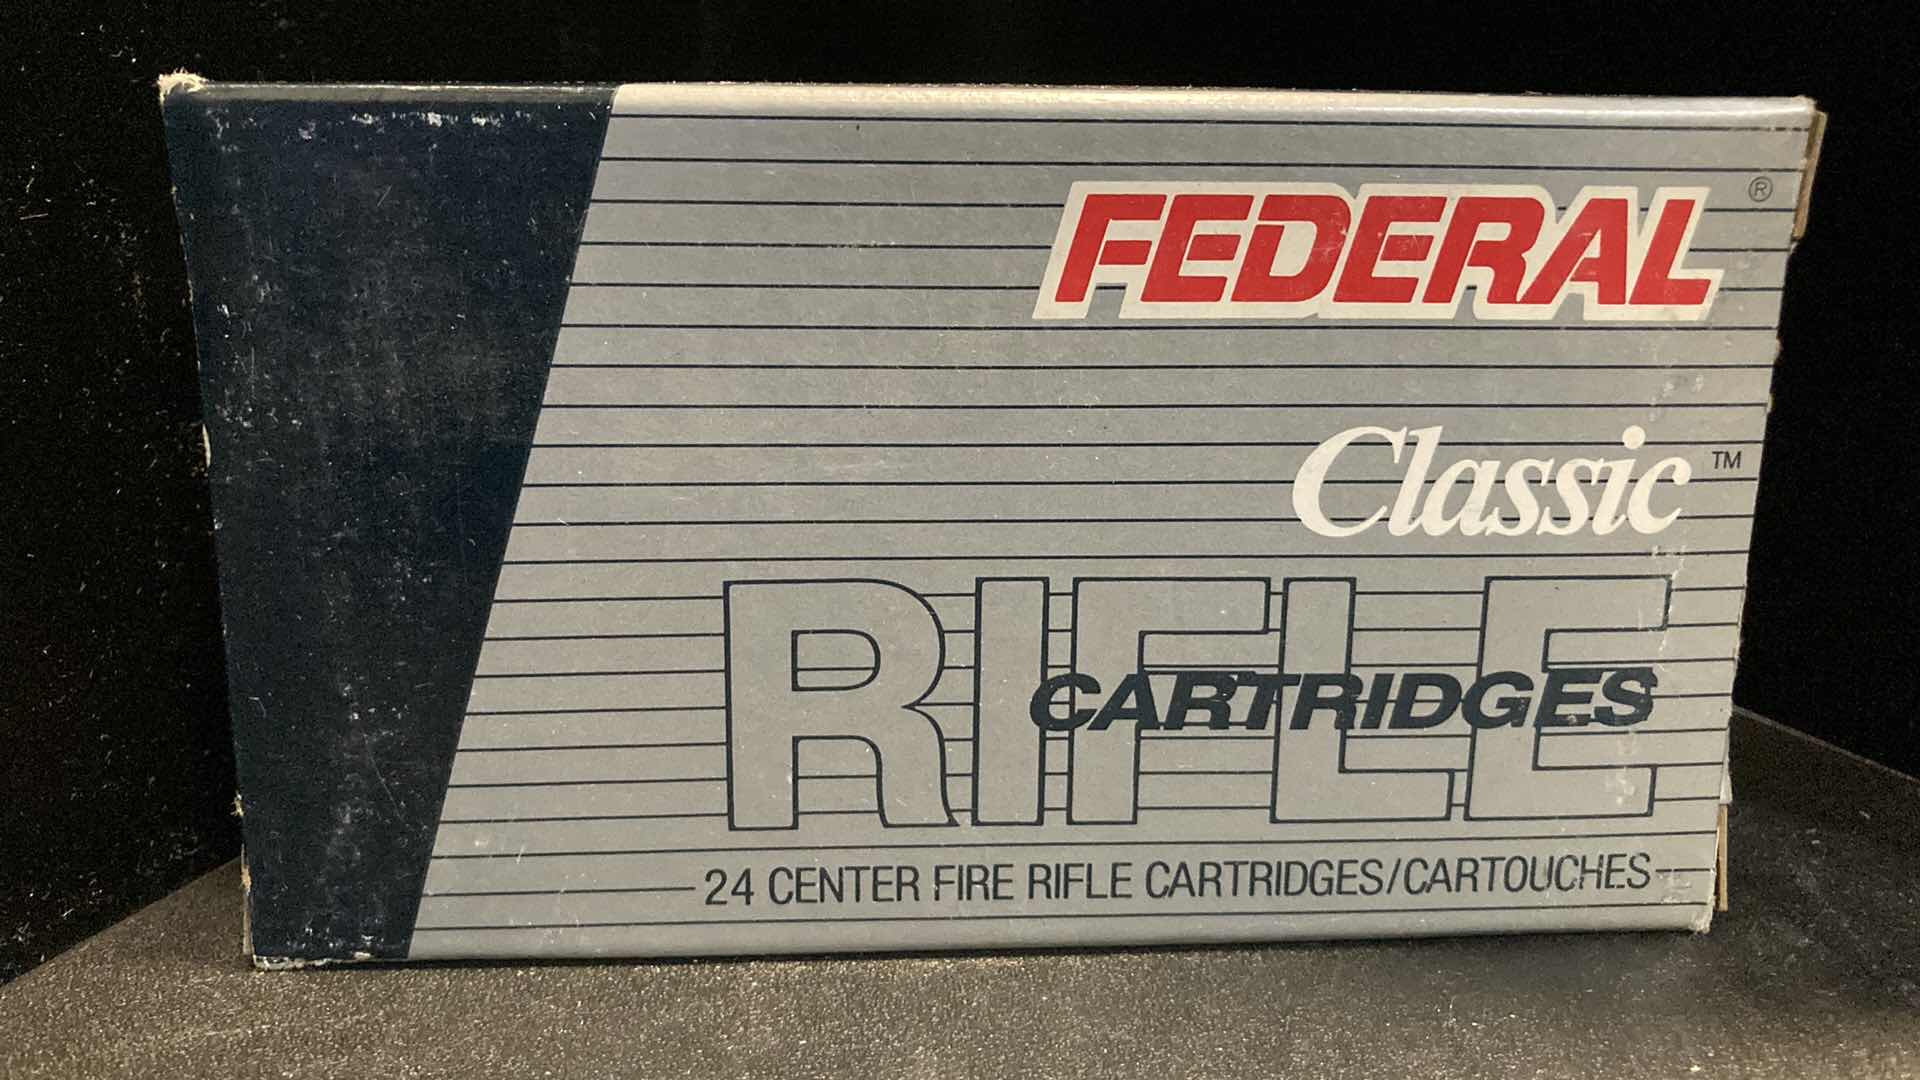 FEDERAL®
Classic™
RIFLE
CARTRIDGES
24 CENTER FIRE RIFLE CARTRIDGES/CARTOUCHES